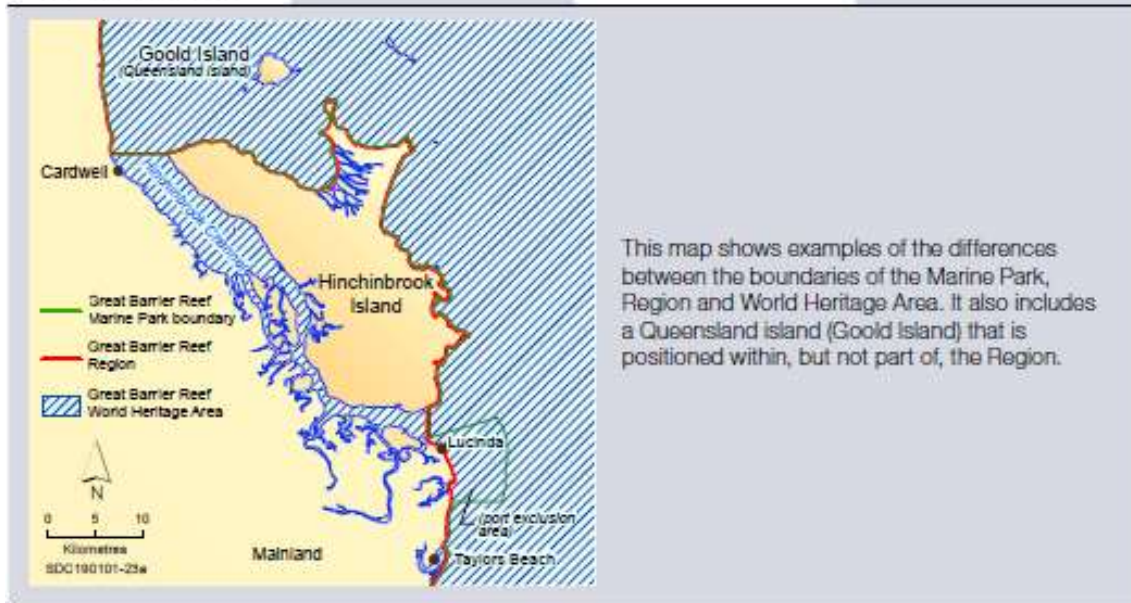 Goold Island
(Queensland Island)
Cardwell
Hinchinbrook Channel
Hinchinbrook
Island
Great Barrier Reef
Marine Park boundary
Great Barrier Reef
Region
Great Barrier Reef
World Heritage Area
N
Lucinda
(port exclusion
area)
0 5 10
Kilometres
SDC190101-23a
Mainland
Taylors Beach
This map shows examples of the differences
between the boundaries of the Marine Park,
Region and World Heritage Area. It also includes
a Queensland island (Goold Island) that is
positioned within, but not part of, the Region.